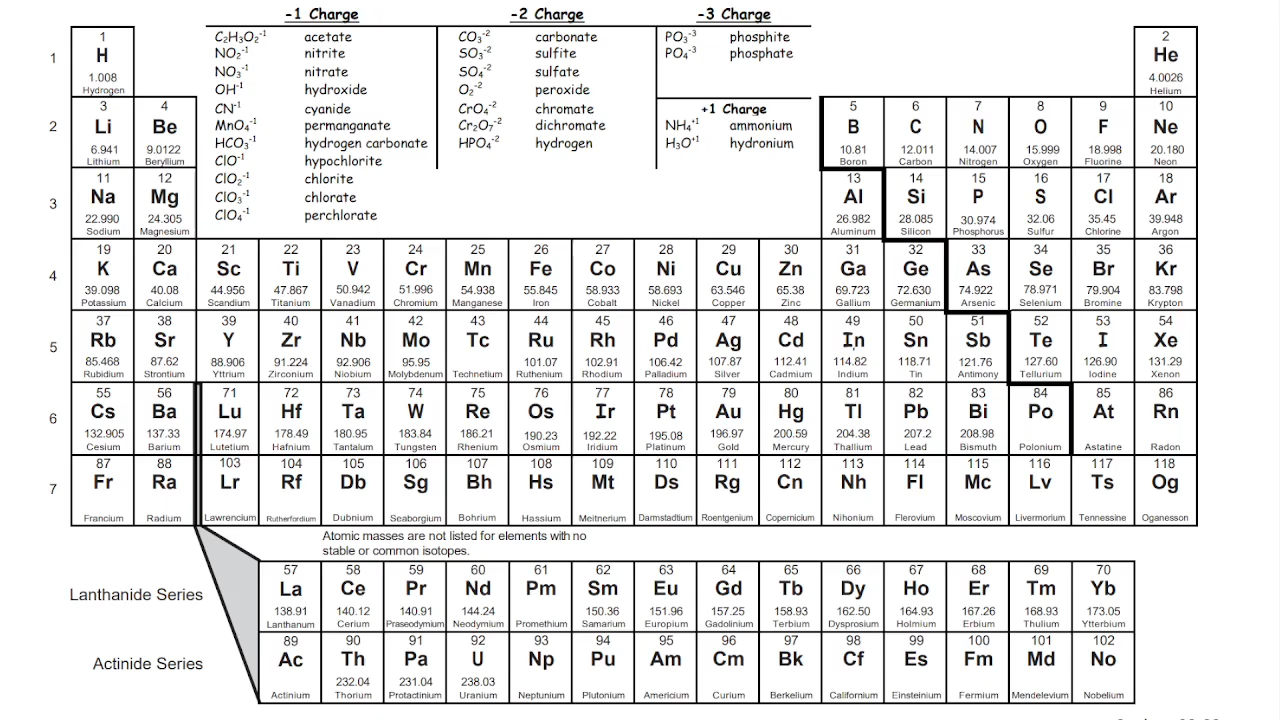 -1 Charge -2 Charge -3 Charge
C₂H₃O₂⁻¹ acetate CO₃⁻² carbonate PO₃⁻³ phosphite
NO₂⁻¹ nitrite SO₃⁻² sulfite PO₄⁻³ phosphate
NO₃⁻¹ nitrate SO₄⁻² sulfate
OH⁻¹ hydroxide O₂⁻² peroxide
CN⁻¹ cyanide CrO₄⁻² chromate +1 Charge
MnO₄⁻¹ permanganate Cr₂O₇⁻² dichromate NH₄⁺¹ ammonium
HCO₃⁻¹ hydrogen carbonate HPO₄⁻² hydrogen H₃O⁺¹ hydronium
ClO⁻¹ hypochlorite
ClO₂⁻¹ chlorite
ClO₃⁻¹ chlorate
ClO₄⁻¹ perchlorate
1 2
1 H He
1.008 4.0026
Hydrogen Helium
3 4 5 6 7 8 9 10
2 Li Be B C N O F Ne
6.941 9.0122 10.81 12.011 14.007 15.999 18.998 20.180
Lithium Beryllium Boron Carbon Nitrogen Oxygen Fluorine Neon
11 12 13 14 15 16 17 18
3 Na Mg Al Si P S Cl Ar
22.990 24.305 26.982 28.085 30.974 32.06 35.45 39.948
Sodium Magnesium Aluminum Silicon Phosphorus Sulfur Chlorine Argon
19 20 21 22 23 24 25 26 27 28 29 30 31 32 33 34 35 36
4 K Ca Sc Ti V Cr Mn Fe Co Ni Cu Zn Ga Ge As Se Br Kr
39.098 40.08 44.956 47.867 50.942 51.996 54.938 55.845 58.933 58.693 63.546 65.38 69.723 72.630 74.922 78.971 79.904 83.798
Potassium Calcium Scandium Titanium Vanadium Chromium Manganese Iron Cobalt Nickel Copper Zinc Gallium Germanium Arsenic Selenium Bromine Krypton
37 38 39 40 41 42 43 44 45 46 47 48 49 50 51 52 53 54
5 Rb Sr Y Zr Nb Mo Tc Ru Rh Pd Ag Cd In Sn Sb Te I Xe
85.468 87.62 88.906 91.224 92.906 95.95 101.07 102.91 106.42 107.87 112.41 114.82 118.71 121.76 127.60 126.90 131.29
Rubidium Strontium Yttrium Zirconium Niobium Molybdenum Technetium Ruthenium Rhodium Palladium Silver Cadmium Indium Tin Antimony Tellurium Iodine Xenon
55 56 71 72 73 74 75 76 77 78 79 80 81 82 83 84 85 86
6 Cs Ba Lu Hf Ta W Re Os Ir Pt Au Hg Tl Pb Bi Po At Rn
132.905 137.33 174.97 178.49 180.95 183.84 186.21 190.23 192.22 195.08 196.97 200.59 204.38 207.2 208.98
Cesium Barium Lutetium Hafnium Tantalum Tungsten Rhenium Osmium Iridium Platinum Gold Mercury Thallium Lead Bismuth Polonium Astatine Radon
87 88 103 104 105 106 107 108 109 110 111 112 113 114 115 116 117 118
7 Fr Ra Lr Rf Db Sg Bh Hs Mt Ds Rg Cn Nh Fl Mc Lv Ts Og
Francium Radium Lawrencium Rutherfordium Dubnium Seaborgium Bohrium Hassium Meitnerium Darmstadtium Roentgenium Copernicium Nihonium Flerovium Moscovium Livermorium Tennessine Oganesson
Atomic masses are not listed for elements with no
stable or common isotopes.
57 58 59 60 61 62 63 64 65 66 67 68 69 70
Lanthanide Series La Ce Pr Nd Pm Sm Eu Gd Tb Dy Ho Er Tm Yb
138.91 140.12 140.91 144.24 150.36 151.96 157.25 158.93 162.50 164.93 167.26 168.93 173.05
Lanthanum Cerium Praseodymium Neodymium Promethium Samarium Europium Gadolinium Terbium Dysprosium Holmium Erbium Thulium Ytterbium
89 90 91 92 93 94 95 96 97 98 99 100 101 102
Actinide Series Ac Th Pa U Np Pu Am Cm Bk Cf Es Fm Md No
232.04 231.04 238.03
Actinium Thorium Protactinium Uranium Neptunium Plutonium Americium Curium Berkelium Californium Einsteinium Fermium Mendelevium Nobelium